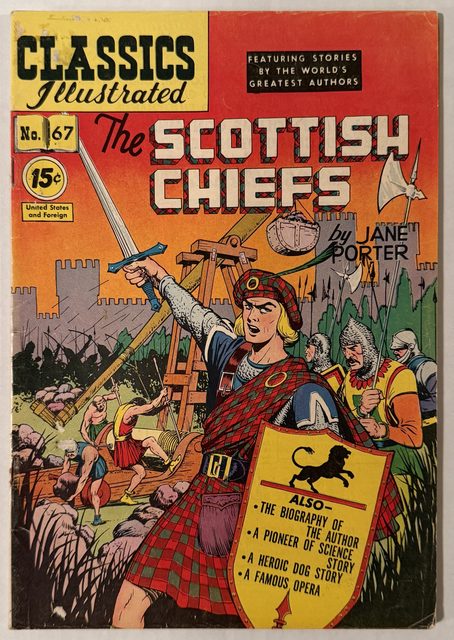 CLASSICS
Illustrated
FEATURING STORIES
BY THE WORLD'S
GREATEST AUTHORS
No. 67
The SCOTTISH
CHIEFS
15¢
United States
and Foreign
by JANE
PORTER
ALSO—
• THE BIOGRAPHY OF
THE AUTHOR
• A PIONEER OF SCIENCE
STORY
• A HEROIC DOG STORY
• A FAMOUS OPERA